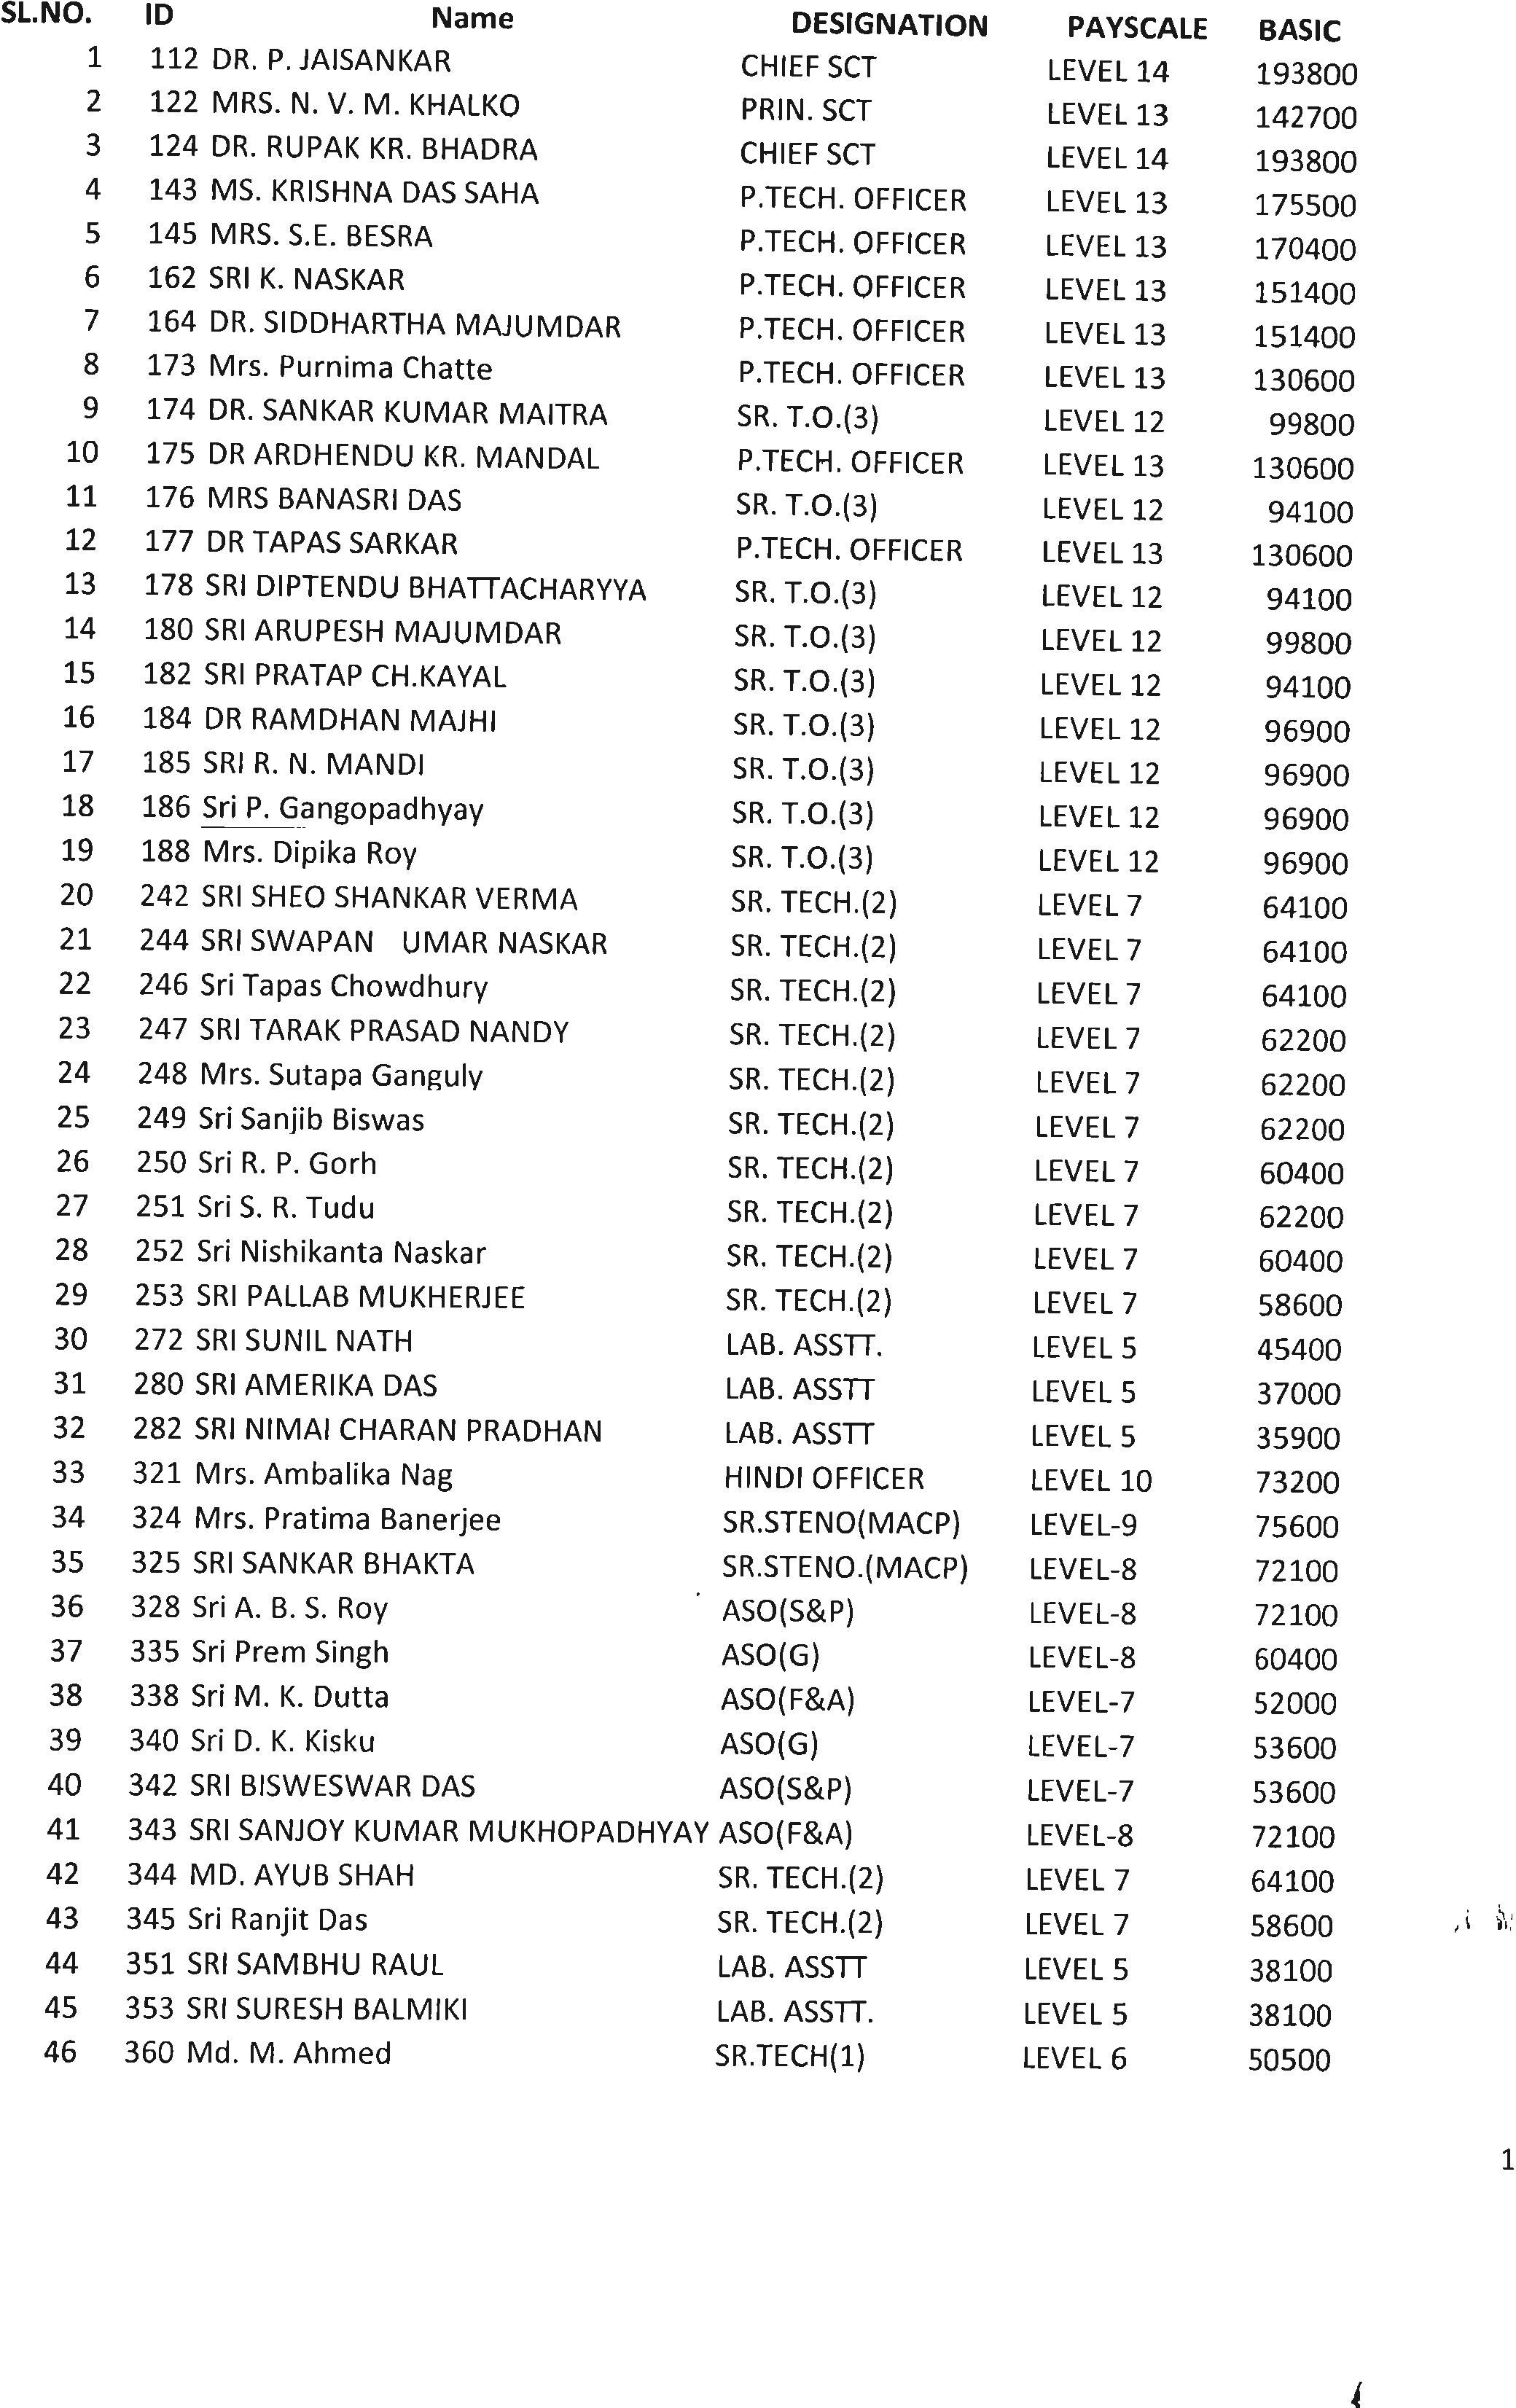 SL.NO. ID Name DESIGNATION PAYSCALE BASIC
1 112 DR. P. JAISANKAR CHIEF SCT LEVEL 14 193800
2 122 MRS. N. V. M. KHALKO PRIN. SCT LEVEL 13 142700
3 124 DR. RUPAK KR. BHADRA CHIEF SCT LEVEL 14 193800
4 143 MS. KRISHNA DAS SAHA P.TECH. OFFICER LEVEL 13 175500
5 145 MRS. S.E. BESRA P.TECH. OFFICER LEVEL 13 170400
6 162 SRI K. NASKAR P.TECH. OFFICER LEVEL 13 151400
7 164 DR. SIDDHARTHA MAJUMDAR P.TECH. OFFICER LEVEL 13 151400
8 173 Mrs. Purnima Chatte P.TECH. OFFICER LEVEL 13 130600
9 174 DR. SANKAR KUMAR MAITRA SR. T.O.(3) LEVEL 12 99800
10 175 DR ARDHENDU KR. MANDAL P.TECH. OFFICER LEVEL 13 130600
11 176 MRS BANASRI DAS SR. T.O.(3) LEVEL 12 94100
12 177 DR TAPAS SARKAR P.TECH. OFFICER LEVEL 13 130600
13 178 SRI DIPTENDU BHATTACHARYYA SR. T.O.(3) LEVEL 12 94100
14 180 SRI ARUPESH MAJUMDAR SR. T.O.(3) LEVEL 12 99800
15 182 SRI PRATAP CH.KAYAL SR. T.O.(3) LEVEL 12 94100
16 184 DR RAMDHAN MAJHI SR. T.O.(3) LEVEL 12 96900
17 185 SRI R. N. MANDI SR. T.O.(3) LEVEL 12 96900
18 186 Sri P. Gangopadhyay SR. T.O.(3) LEVEL 12 96900
19 188 Mrs. Dipika Roy SR. T.O.(3) LEVEL 12 96900
20 242 SRI SHEO SHANKAR VERMA SR. TECH.(2) LEVEL 7 64100
21 244 SRI SWAPAN UMAR NASKAR SR. TECH.(2) LEVEL 7 64100
22 246 Sri Tapas Chowdhury SR. TECH.(2) LEVEL 7 64100
23 247 SRI TARAK PRASAD NANDY SR. TECH.(2) LEVEL 7 62200
24 248 Mrs. Sutapa Ganguly SR. TECH.(2) LEVEL 7 62200
25 249 Sri Sanjib Biswas SR. TECH.(2) LEVEL 7 62200
26 250 Sri R. P. Gorh SR. TECH.(2) LEVEL 7 60400
27 251 Sri S. R. Tudu SR. TECH.(2) LEVEL 7 62200
28 252 Sri Nishikanta Naskar SR. TECH.(2) LEVEL 7 60400
29 253 SRI PALLAB MUKHERJEE SR. TECH.(2) LEVEL 7 58600
30 272 SRI SUNIL NATH LAB. ASSTT. LEVEL 5 45400
31 280 SRI AMERIKA DAS LAB. ASSTT LEVEL 5 37000
32 282 SRI NIMAI CHARAN PRADHAN LAB. ASSTT LEVEL 5 35900
33 321 Mrs. Ambalika Nag HINDI OFFICER LEVEL 10 73200
34 324 Mrs. Pratima Banerjee SR.STENO(MACP) LEVEL-9 75600
35 325 SRI SANKAR BHAKTA SR.STENO.(MACP) LEVEL-8 72100
36 328 Sri A. B. S. Roy ASO(S&P) LEVEL-8 72100
37 335 Sri Prem Singh ASO(G) LEVEL-8 60400
38 338 Sri M. K. Dutta ASO(F&A) LEVEL-7 52000
39 340 Sri D. K. Kisku ASO(G) LEVEL-7 53600
40 342 SRI BISWESWAR DAS ASO(S&P) LEVEL-7 53600
41 343 SRI SANJOY KUMAR MUKHOPADHYAY ASO(F&A) LEVEL-8 72100
42 344 MD. AYUB SHAH SR. TECH.(2) LEVEL 7 64100
43 345 Sri Ranjit Das SR. TECH.(2) LEVEL 7 58600
44 351 SRI SAMBHU RAUL LAB. ASSTT LEVEL 5 38100
45 353 SRI SURESH BALMIKI LAB. ASSTT. LEVEL 5 38100
46 360 Md. M. Ahmed SR.TECH(1) LEVEL 6 50500
1